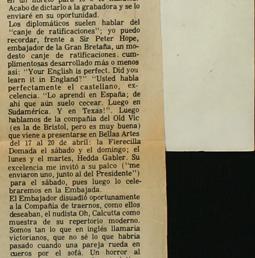 en un monto para la
Acabo de dictarlo a la grabadora y se lo
enviaré en su oportunidad.
Los diplomáticos suelen hablar del
"canje de ratificaciones"; yo puedo
recordar, frente a Sir Peter Hope,
embajador de la Gran Bretaña, un mo-
desto canje de ratificaciones. cum-
plimentosas desarrollado más o menos
así: "Your English is perfect. Did you
learn it in England?" "Usted habla
perfectamente el castellano, ex-
celencia. "Lo aprendí en España; de
ahí que aún suelo cecear. Luego en
Sudamérica. Y en Texas!". Luego
hablamos de la compañía del Old Vic
(es la de Bristol, pero es muy buena)
que viene a presentarse en Bellas Artes
del 17 al 20 de abril: la Fierecilla
Domada el sábado y el domingo; el
lunes y el martes, Hedda Gabler. Su
excelencia me invitó a su palco ("me
enviaron uno, junto al del Presidente")
para el sábado, pues luego lo cele-
braremos en la Embajada.
El Embajador disuadió oportunamente
a la Compañía de traernos, como ellos
deseaban, el nudista Oh, Calcutta como
muestra de su repertorio moderno.
Somos tan lo que en inglés llamaría
victorianos, que no sé lo que habría
pasado cuando una pareja rueda en
cueros por el sofá. Un horror al